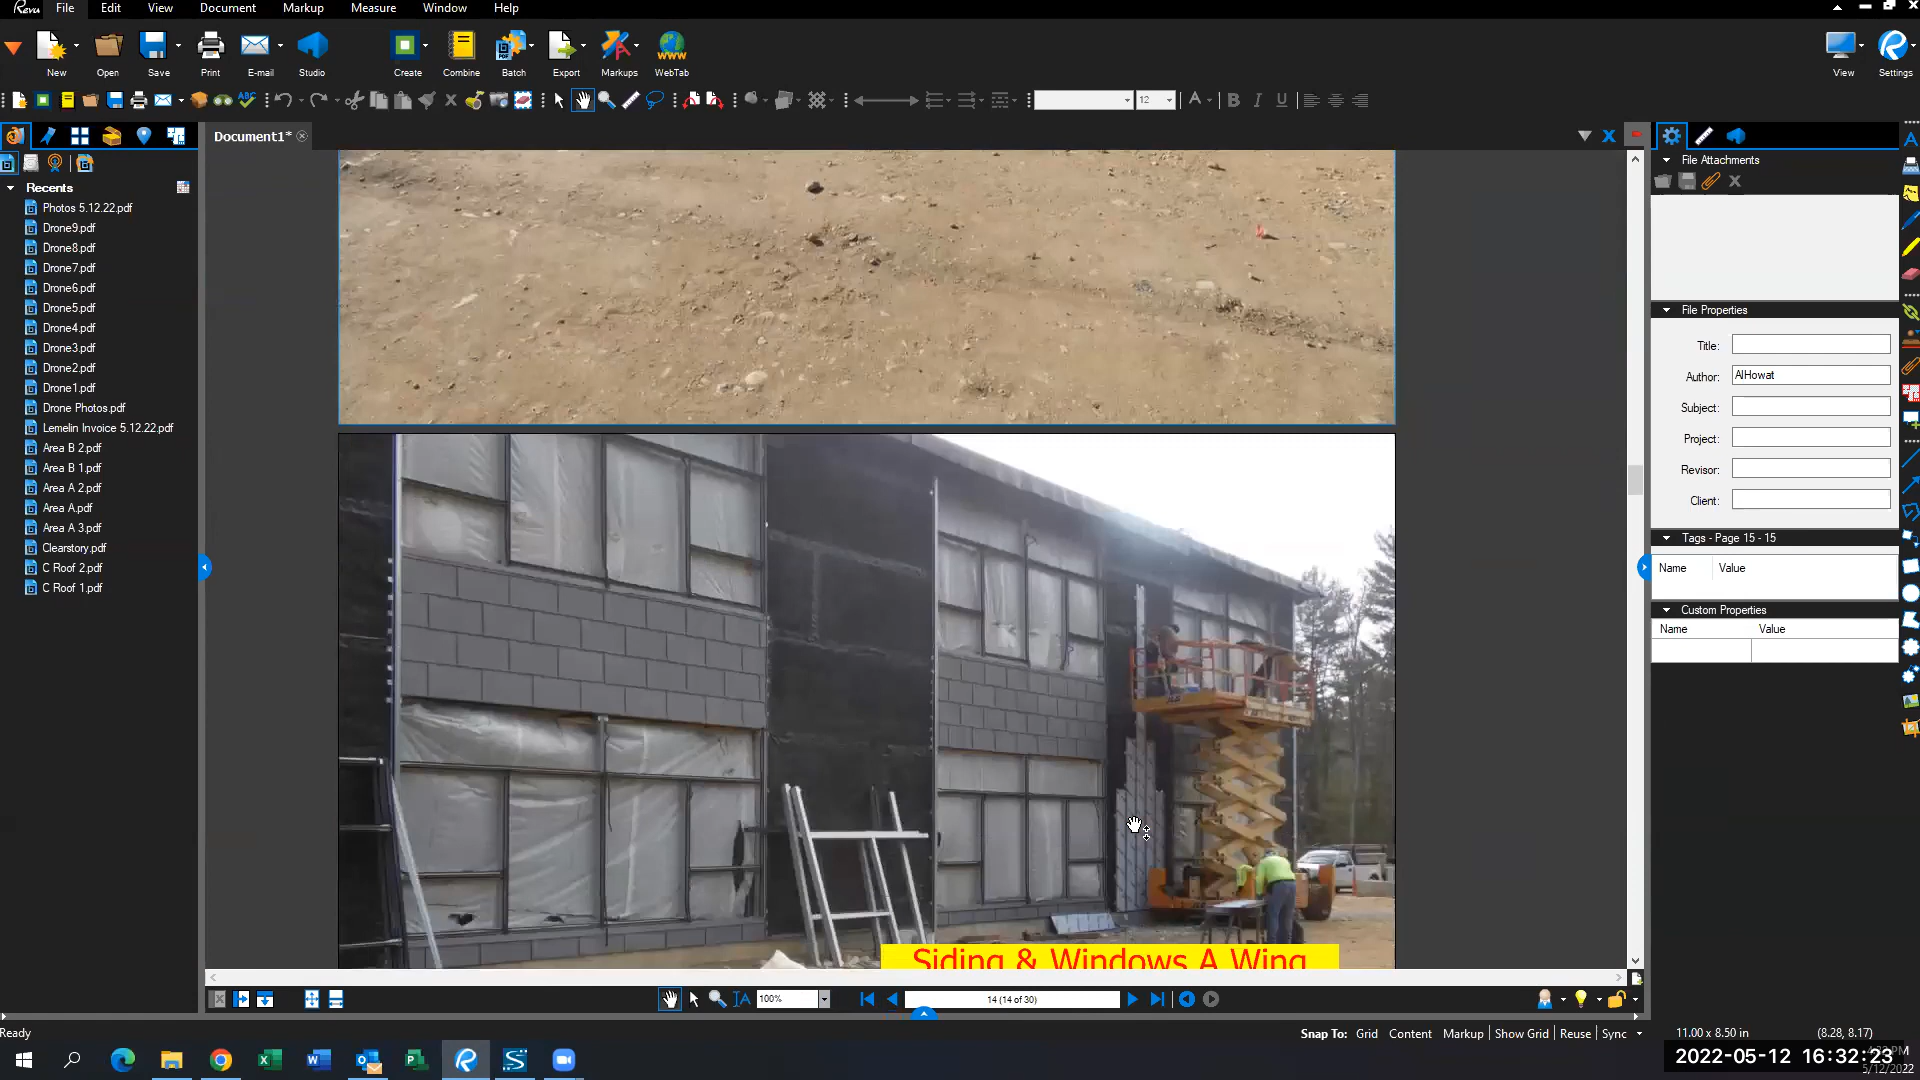 Revu File Edit View Document Markup Measure Window Help
New Open Save Print E-mail Studio Create Combine Batch Export Markups WebTab View Settings
WWW
ABC
12 A B I U
Document1*
Recents
Photos 5.12.22.pdf
Drone9.pdf
Drone8.pdf
Drone7.pdf
Drone6.pdf
Drone5.pdf
Drone4.pdf
Drone3.pdf
Drone2.pdf
Drone1.pdf
Drone Photos.pdf
Lemelin Invoice 5.12.22.pdf
Area B 2.pdf
Area B 1.pdf
Area A 2.pdf
Area A.pdf
Area A 3.pdf
Clearstory.pdf
C Roof 2.pdf
C Roof 1.pdf
Siding & Windows A Wing
File Attachments
File Properties
Title:
Author: AlHowat
Subject:
Project:
Revisor:
Client:
Tags - Page 15 - 15
Name Value
Custom Properties
Name Value
100% 14 (14 of 30)
Ready
Snap To: Grid Content Markup Show Grid Reuse Sync 11.00 x 8.50 in (8.28, 8.17)
2022-05-12 16:32:23
5/12/2022